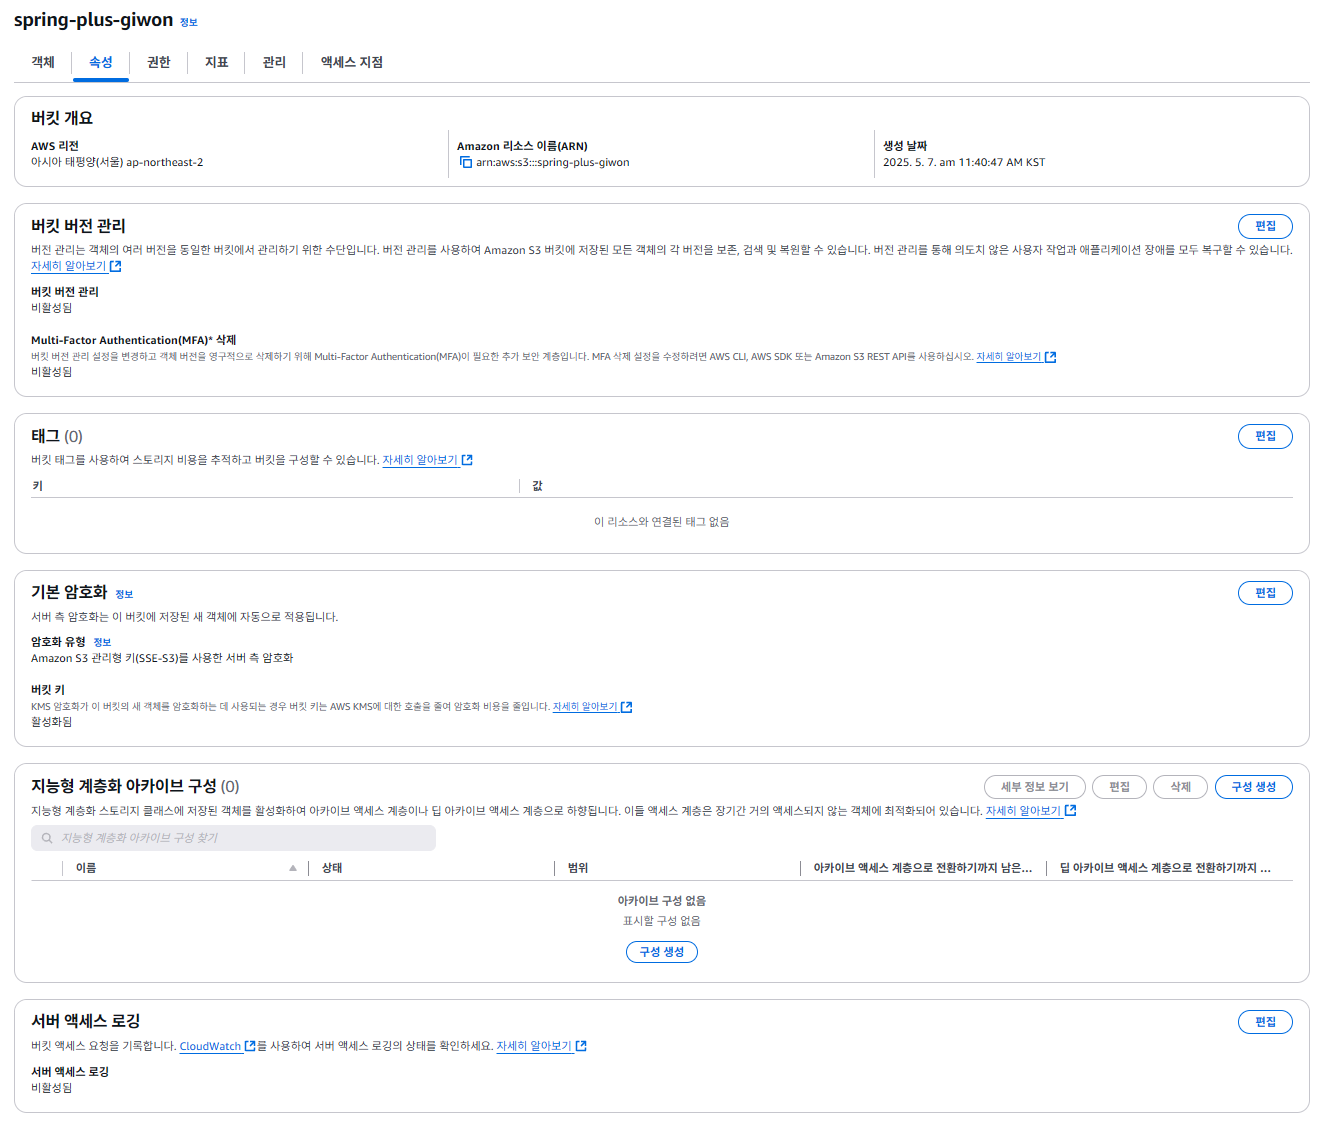 spring-plus-giwon 정보
객체 속성 권한 지표 관리 액세스 지점
버킷 개요
AWS 리전
아시아 태평양(서울) ap-northeast-2
Amazon 리소스 이름(ARN)
arn:aws:s3:::spring-plus-giwon
생성 날짜
2025. 5. 7. am 11:40:47 AM KST
버킷 버전 관리
편집
버전 관리는 객체의 여러 버전을 동일한 버킷에서 관리하기 위한 수단입니다. 버전 관리를 사용하여 Amazon S3 버킷에 저장된 모든 객체의 각 버전을 보존, 검색 및 복원할 수 있습니다. 버전 관리를 통해 의도지 않은 사용자 작업과 애플리케이션 장애를 모두 복구할 수 있습니다.
자세히 알아보기
버킷 버전 관리
비활성됨
Multi-Factor Authentication(MFA)* 삭제
버킷 버전 관리 설정을 변경하고 객체 버전을 영구적으로 삭제하기 위해 Multi-Factor Authentication(MFA)이 필요한 추가 보안 계층입니다. MFA 삭제 설정을 수정하려면 AWS CLI, AWS SDK 또는 Amazon S3 REST API를 사용하십시오. 자세히 알아보기
비활성됨
태그 (0)
편집
버킷 태그를 사용하여 스토리지 비용을 추적하고 버킷을 구성할 수 있습니다. 자세히 알아보기
키 값
이 리소스와 연결된 태그 없음
기본 암호화 정보
편집
서버 측 암호화는 이 버킷에 저장된 새 객체에 자동으로 적용됩니다.
암호화 유형 정보
Amazon S3 관리형 키(SSE-S3)를 사용한 서버 측 암호화
버킷 키
KMS 암호화가 이 버킷의 새 객체를 암호화하는 데 사용되는 경우 버킷 키는 AWS KMS에 대한 호출을 줄여 암호화 비용을 줄입니다. 자세히 알아보기
활성화됨
지능형 계층화 아카이브 구성 (0)
세부 정보 보기 편집 삭제 구성 생성
지능형 계층화 스토리지 클래스에 저장된 객체를 활성화하여 아카이브 액세스 계층이나 딥 아카이브 액세스 계층으로 하향됩니다. 이들 액세스 계층은 장기간 거의 액세스되지 않는 객체에 최적화되어 있습니다. 자세히 알아보기
지능형 계층화 아카이브 구성 찾기
이름 상태 범위 아카이브 액세스 계층으로 전환하기까지 남은... 딥 아카이브 액세스 계층으로 전환하기까지 ...
아카이브 구성 없음
표시할 구성 없음
구성 생성
서버 액세스 로깅
편집
버킷 액세스 요청을 기록합니다. CloudWatch를 사용하여 서버 액세스 로깅의 상태를 확인하세요. 자세히 알아보기
서버 액세스 로깅
비활성됨